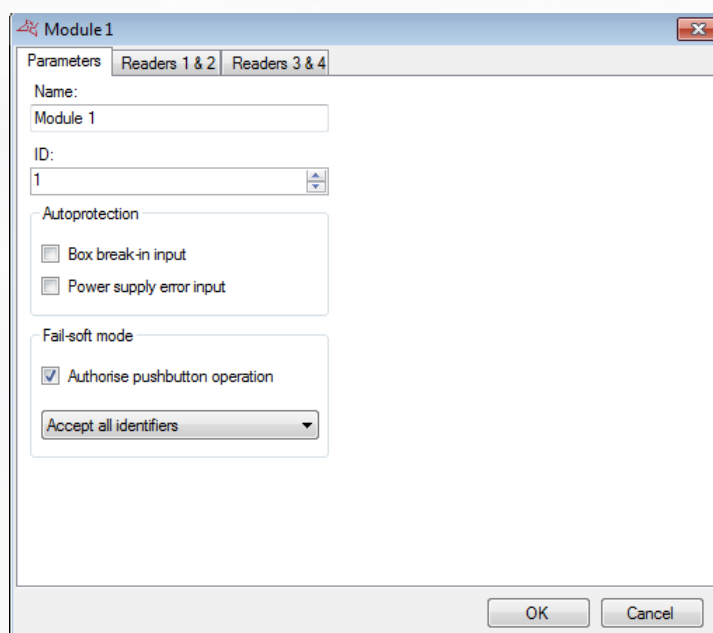 Module 1
Parameters Readers 1 & 2 Readers 3 & 4
Name:
Module 1
ID:
1
Autoprotection
Box break-in input
Power supply error input
Fail-soft mode
Authorise pushbutton operation
Accept all identifiers
OK Cancel